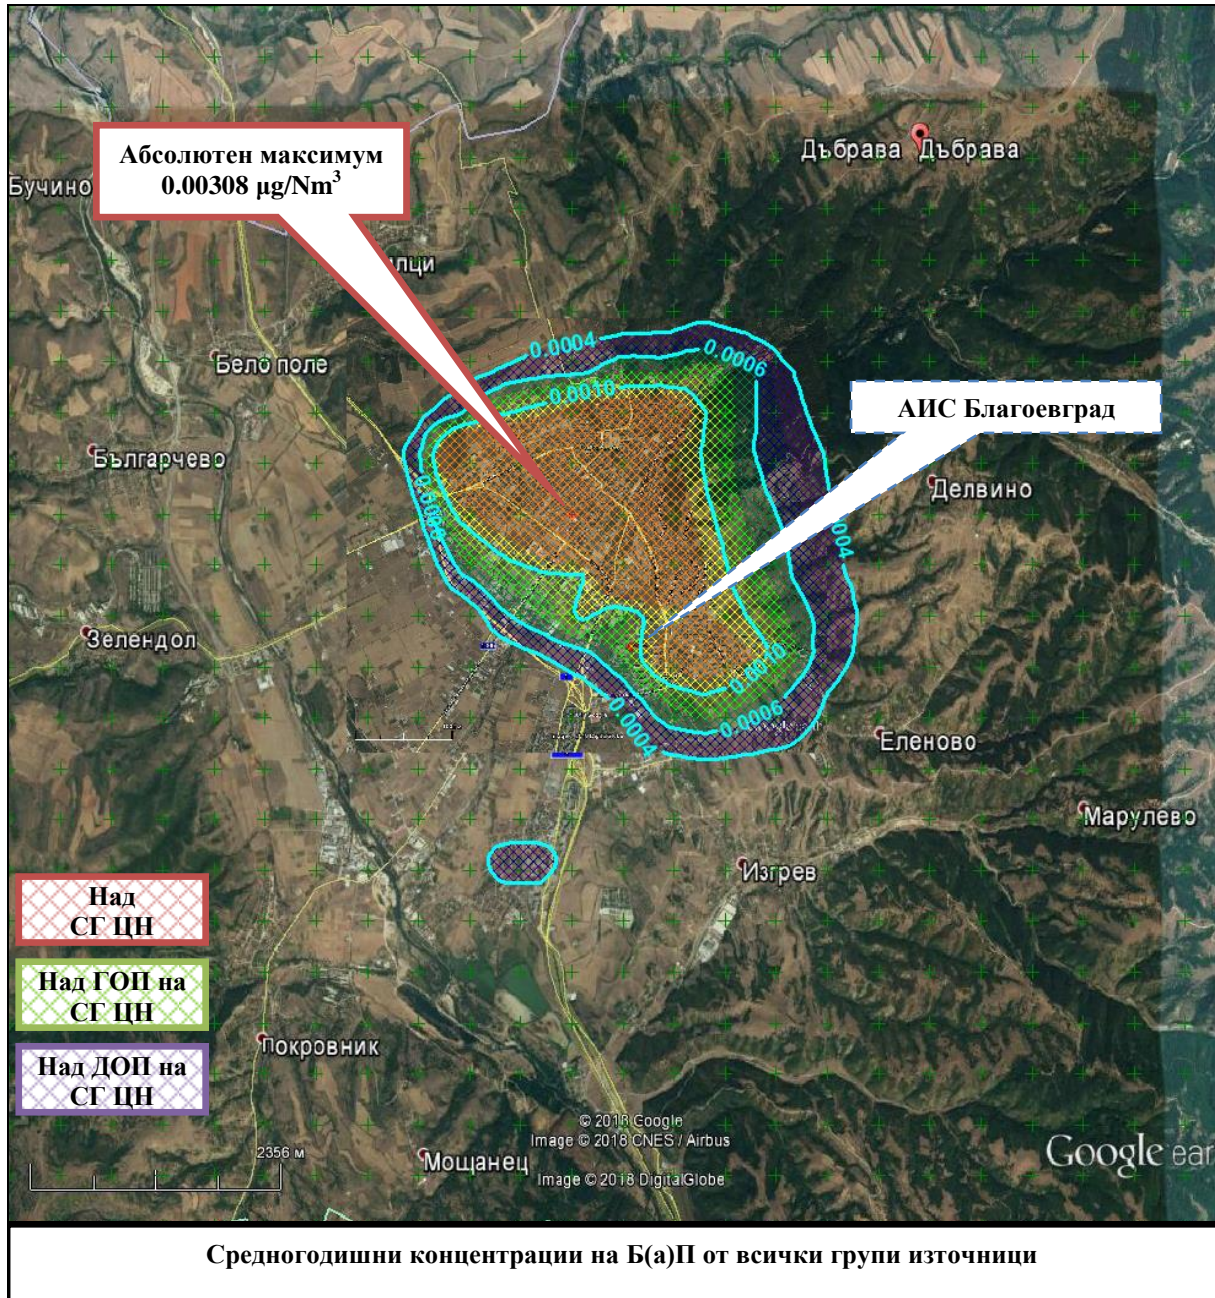 Абсолютен максимум
0.00308 µg/Nm³
Дъбрава Дъбрава
Бучино
лци
0.0004
0.0006
Бело поле
0.0010
АИС Благоевград
Българчево
Делвино
0004
Зелендол
0.0010
0.0006
0.0004
Еленово
Марулево
Изгрев
Над
СГ ЦН
Над ГОП на
СГ ЦН
Покровник
Над ДОП на
СГ ЦН
© 2018 Google
Image © 2018 CNES / Airbus
2356 м
Мощанец
Google ear
Image © 2018 DigitalGlobe
Средногодишни концентрации на Б(а)П от всички групи източници